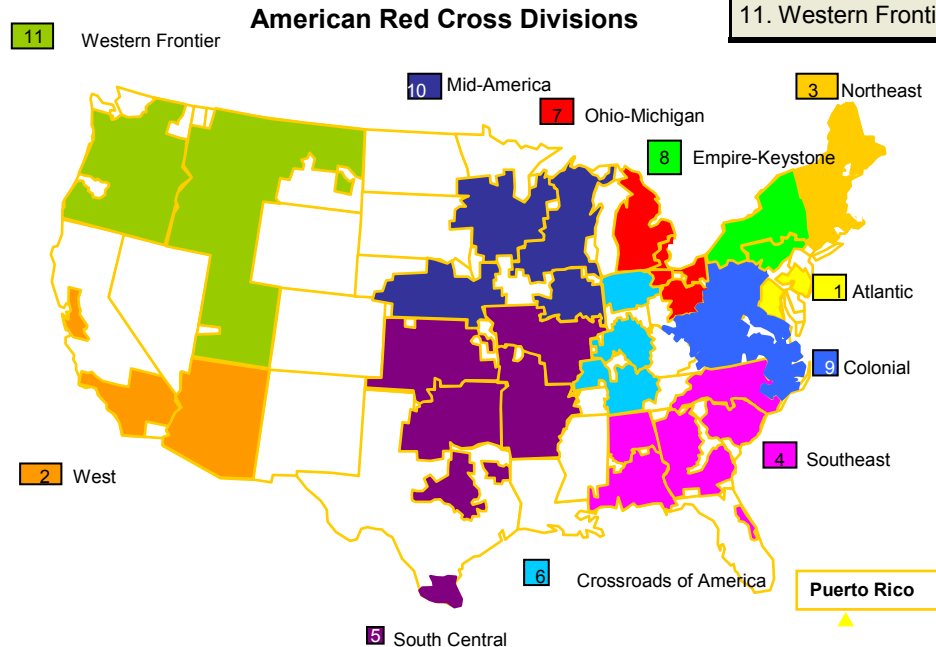 American Red Cross Divisions
11. Western Fronti
11 Western Frontier
10 Mid-America
3 Northeast
7 Ohio-Michigan
8 Empire-Keystone
1 Atlantic
9 Colonial
4 Southeast
2 West
6 Crossroads of America
Puerto Rico
5 South Central